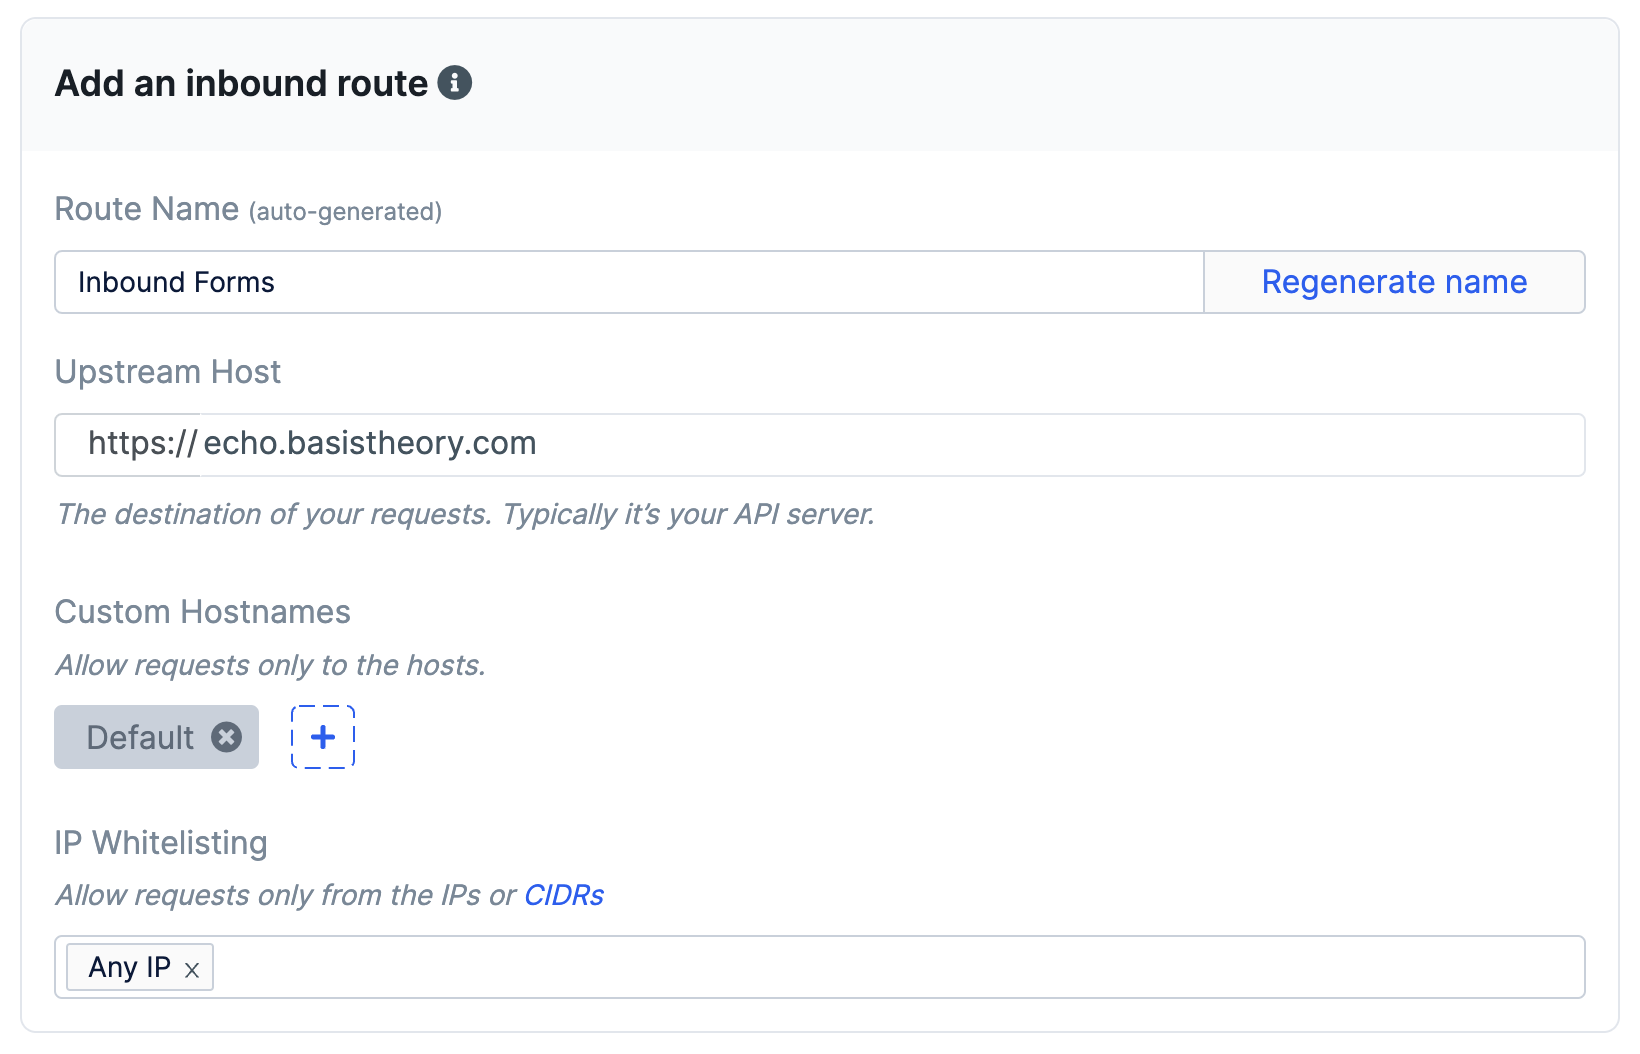 Add an inbound route
Route Name (auto-generated)
Inbound Forms
Regenerate name
Upstream Host
https:// echo.basistheory.com
The destination of your requests. Typically it’s your API server.
Custom Hostnames
Allow requests only to the hosts.
Default
IP Whitelisting
Allow requests only from the IPs or CIDRs
Any IP x